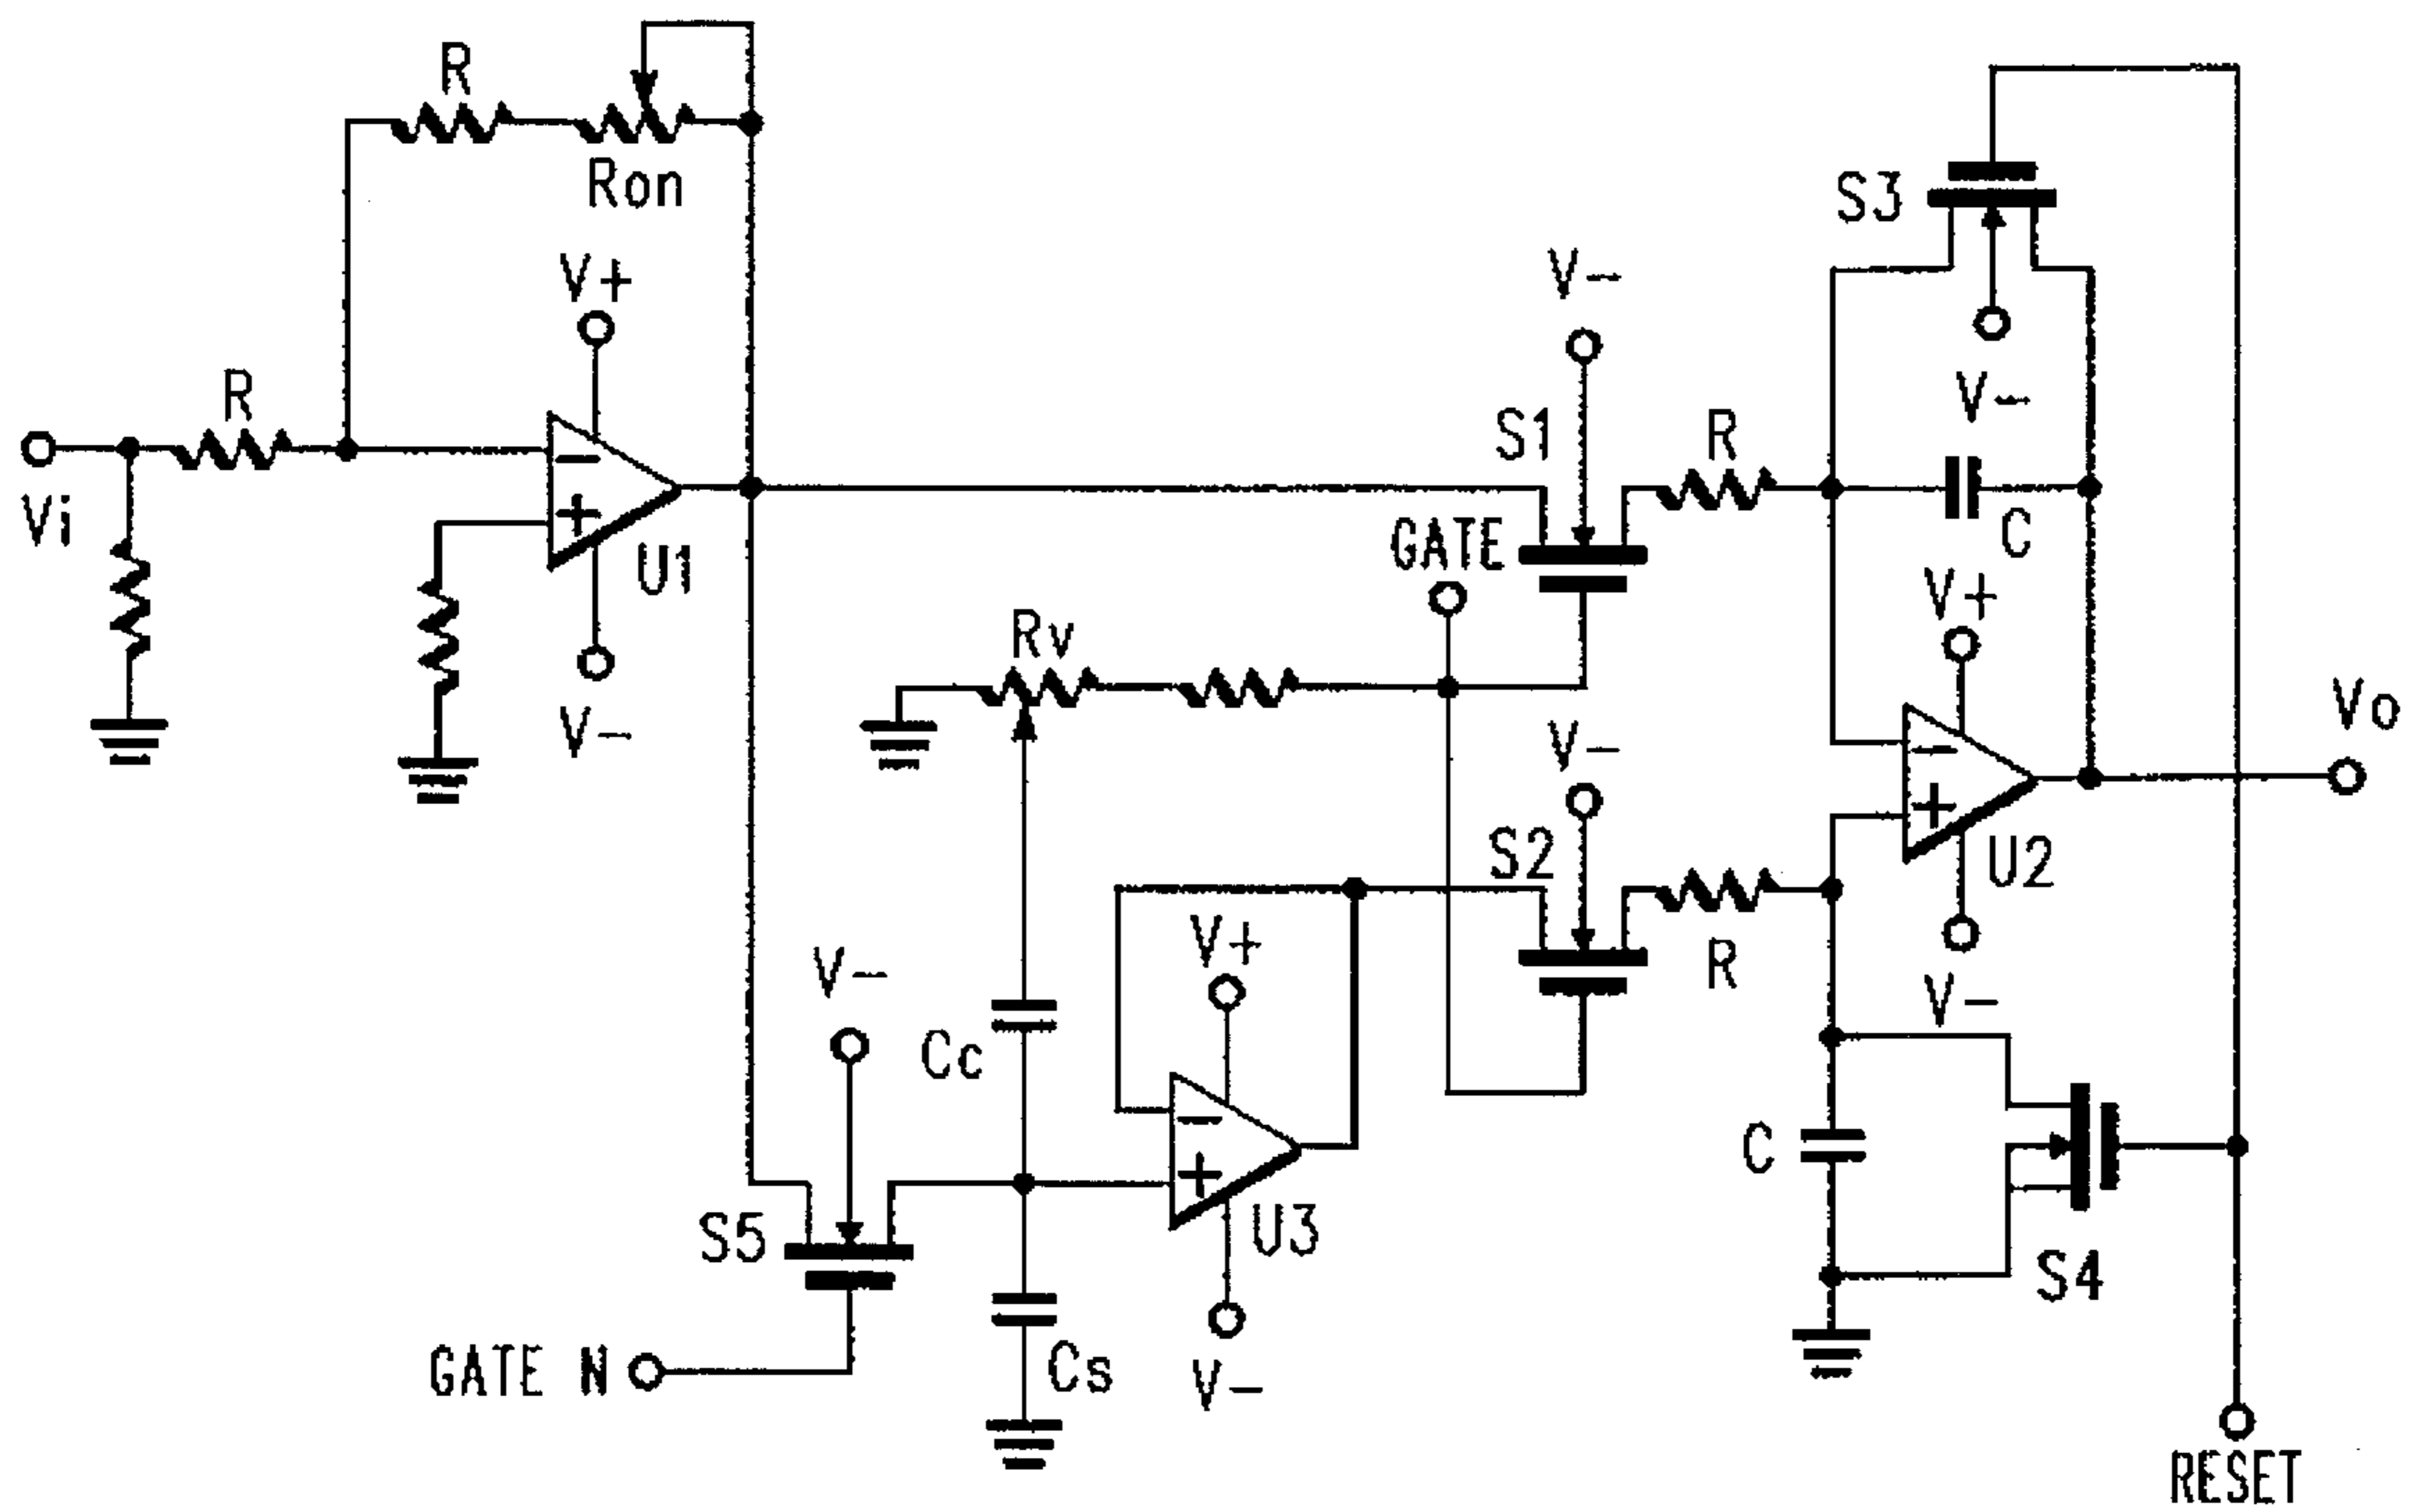 R
Ron
S3
V+
V-
R
V-
S1
R
Vi
GATE
C
U1
V+
Rv
V-
V-
Vo
S2
U2
V+
R
V-
V-
Cc
C
S5
U3
S4
GATE N
Cs
V-
RESET